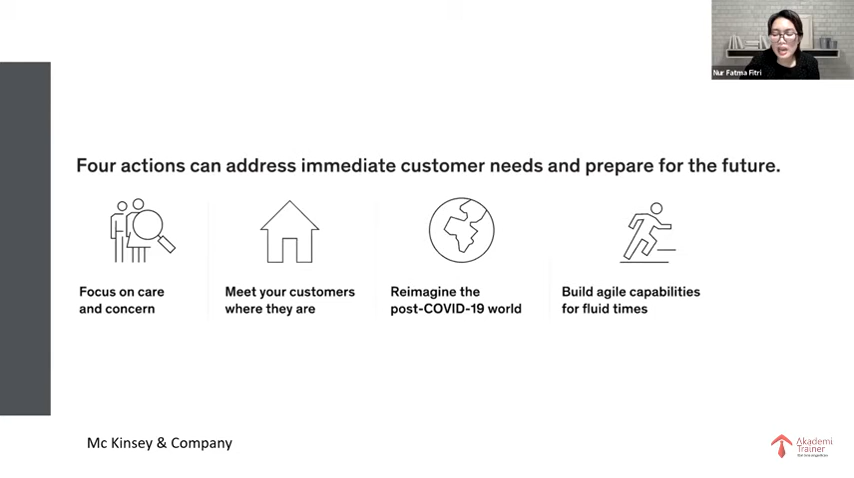 Nur Fatma Fitri
Four actions can address immediate customer needs and prepare for the future.
Focus on care
and concern
Meet your customers
where they are
Reimagine the
post-COVID-19 world
Build agile capabilities
for fluid times
Mc Kinsey & Company
Akademi
Trainer